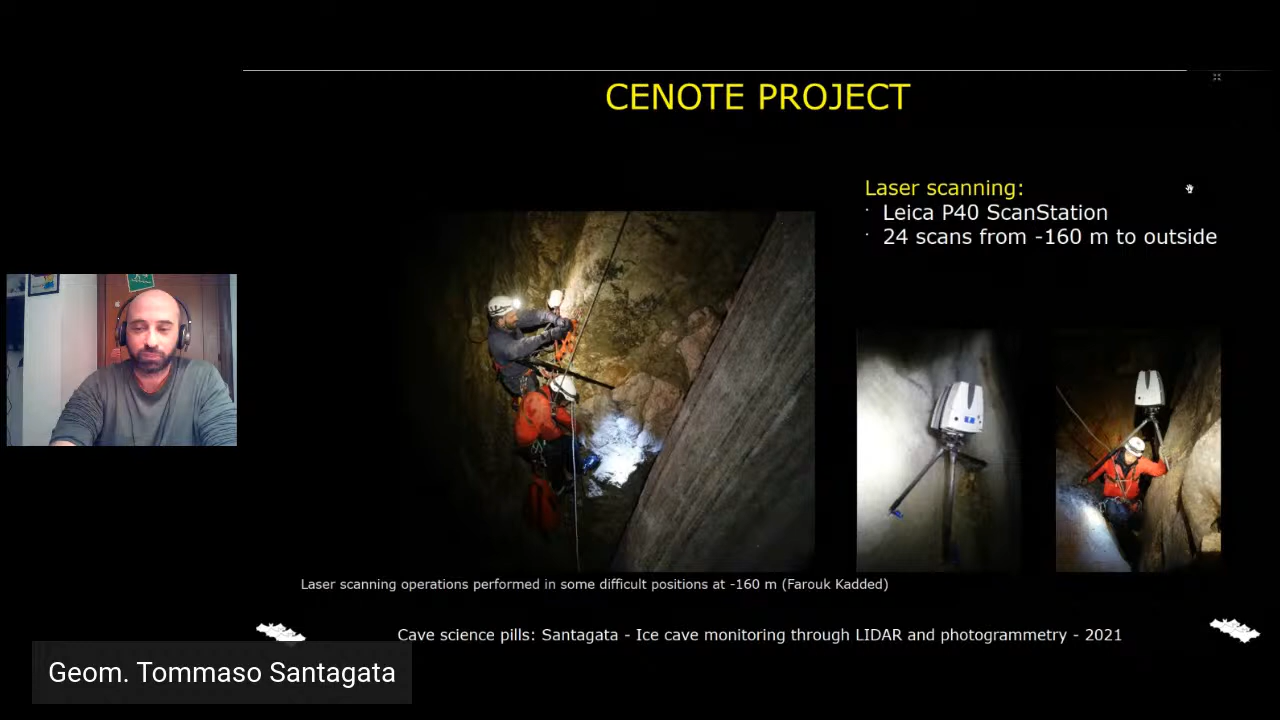 CENOTE PROJECT
Laser scanning:
· Leica P40 ScanStation
· 24 scans from -160 m to outside
Laser scanning operations performed in some difficult positions at -160 m (Farouk Kadded)
Cave science pills: Santagata - Ice cave monitoring through LIDAR and photogrammetry - 2021
Geom. Tommaso Santagata